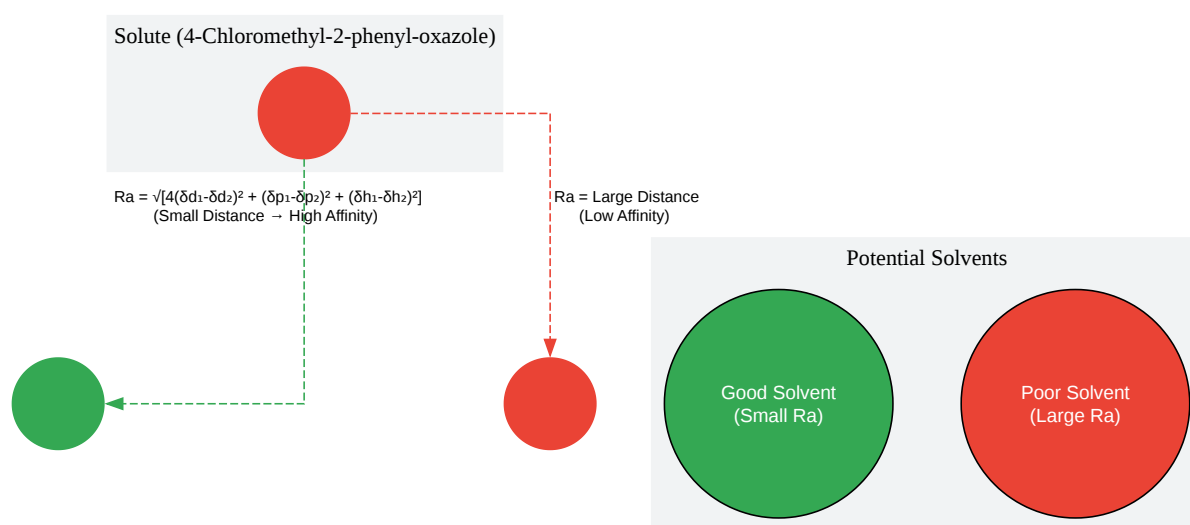 Solute (4-Chloromethyl-2-phenyl-oxazole)
Ra = √[4(δd₁-δd₂)² + (δp₁-δp₂)² + (δh₁-δh₂)²]
(Small Distance → High Affinity)
Ra = Large Distance
(Low Affinity)
Potential Solvents
Good Solvent
(Small Ra)
Poor Solvent
(Large Ra)